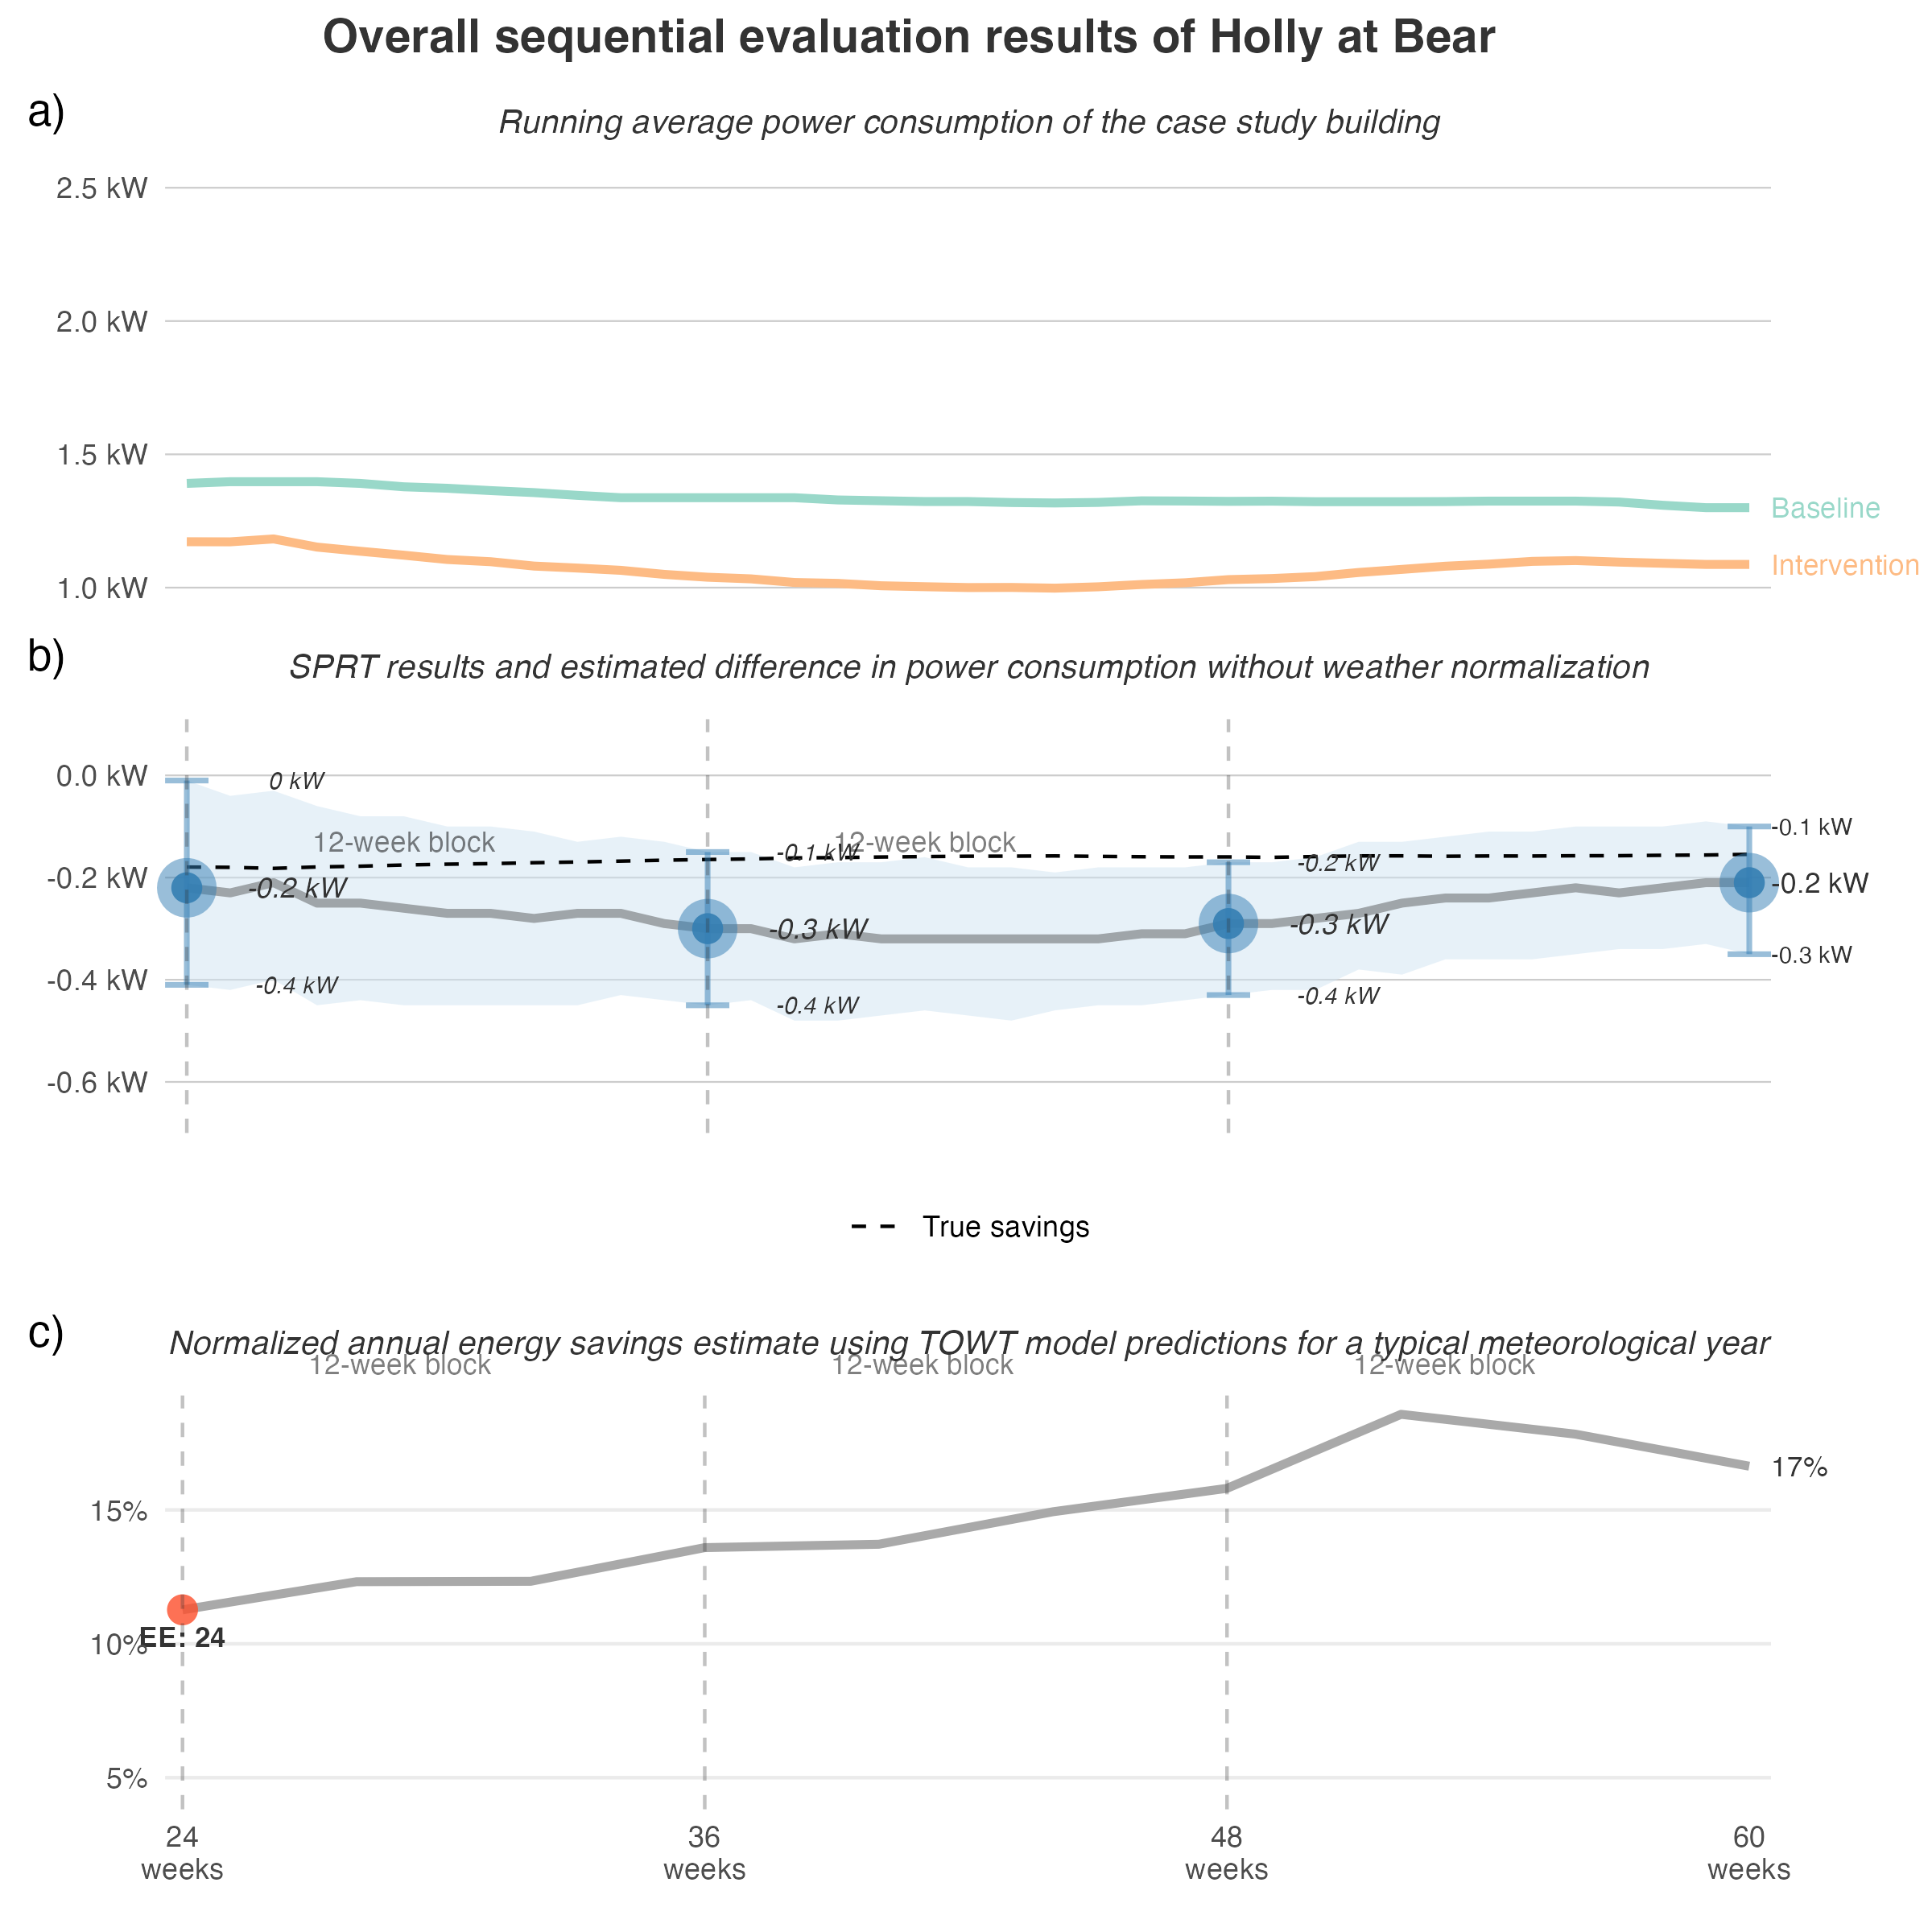 Overall sequential evaluation results of Holly at Bear
a)
Running average power consumption of the case study building
2.5 kW
2.0 kW
1.5 kW
1.0 kW
Baseline
Intervention
b)
SPRT results and estimated difference in power consumption without weather normalization
0.0 kW
-0.2 kW
-0.4 kW
-0.6 kW
12-week block
12-week block
0 kW
-0.2 kW
-0.4 kW
-0.1 kW
-0.3 kW
-0.4 kW
-0.2 kW
-0.3 kW
-0.4 kW
-0.1 kW
-0.2 kW
-0.3 kW
True savings
c)
Normalized annual energy savings estimate using TOWT model predictions for a typical meteorological year
12-week block
12-week block
12-week block
15%
10%
5%
EE: 24
17%
24
weeks
36
weeks
48
weeks
60
weeks